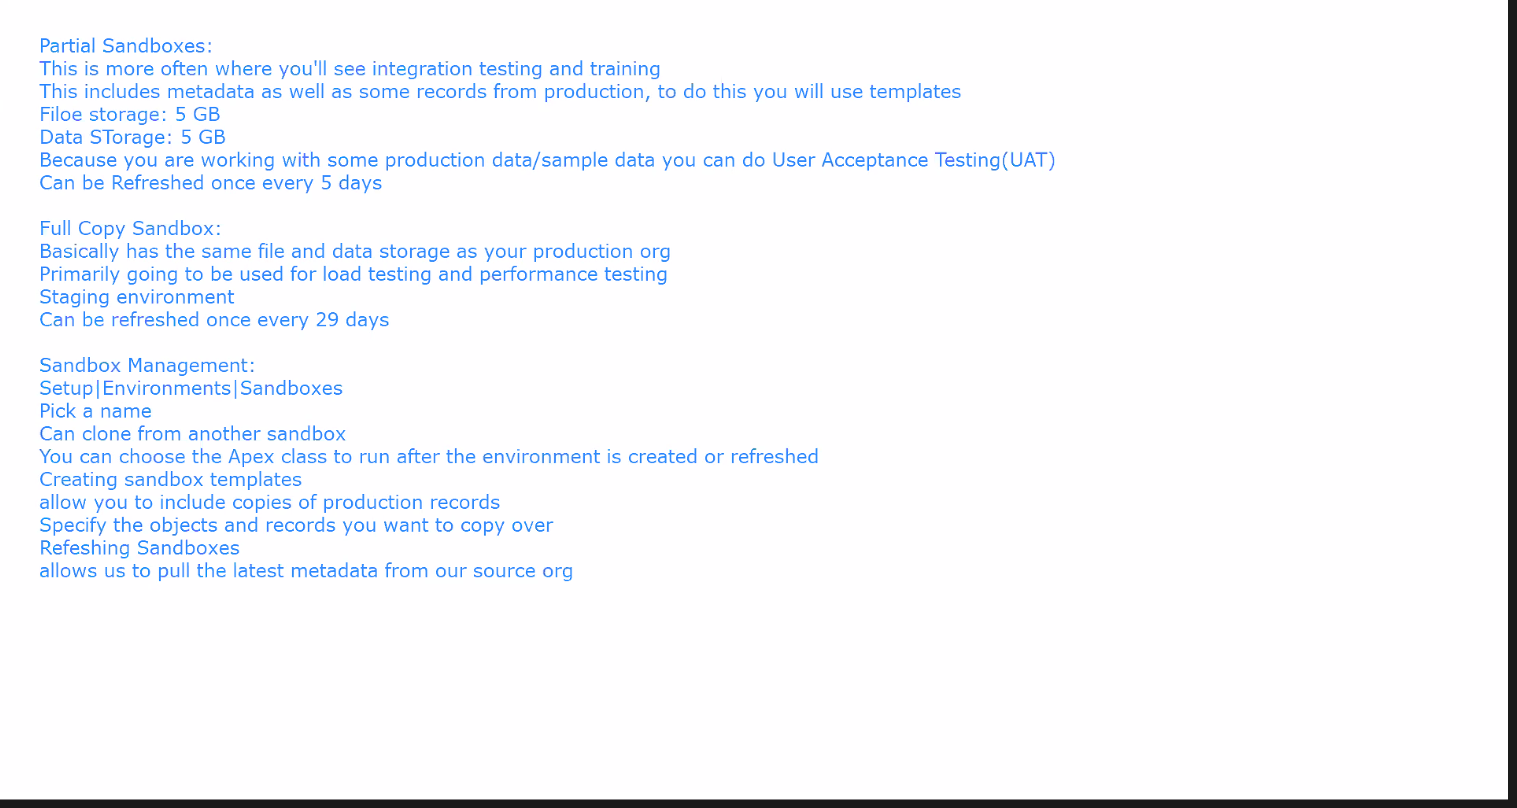 Partial Sandboxes:
This is more often where you'll see integration testing and training
This includes metadata as well as some records from production, to do this you will use templates
Filoe storage: 5 GB
Data STorage: 5 GB
Because you are working with some production data/sample data you can do User Acceptance Testing(UAT)
Can be Refreshed once every 5 days

Full Copy Sandbox:
Basically has the same file and data storage as your production org
Primarily going to be used for load testing and performance testing
Staging environment
Can be refreshed once every 29 days

Sandbox Management:
Setup|Environments|Sandboxes
Pick a name
Can clone from another sandbox
You can choose the Apex class to run after the environment is created or refreshed
Creating sandbox templates
allow you to include copies of production records
Specify the objects and records you want to copy over
Refeshing Sandboxes
allows us to pull the latest metadata from our source org